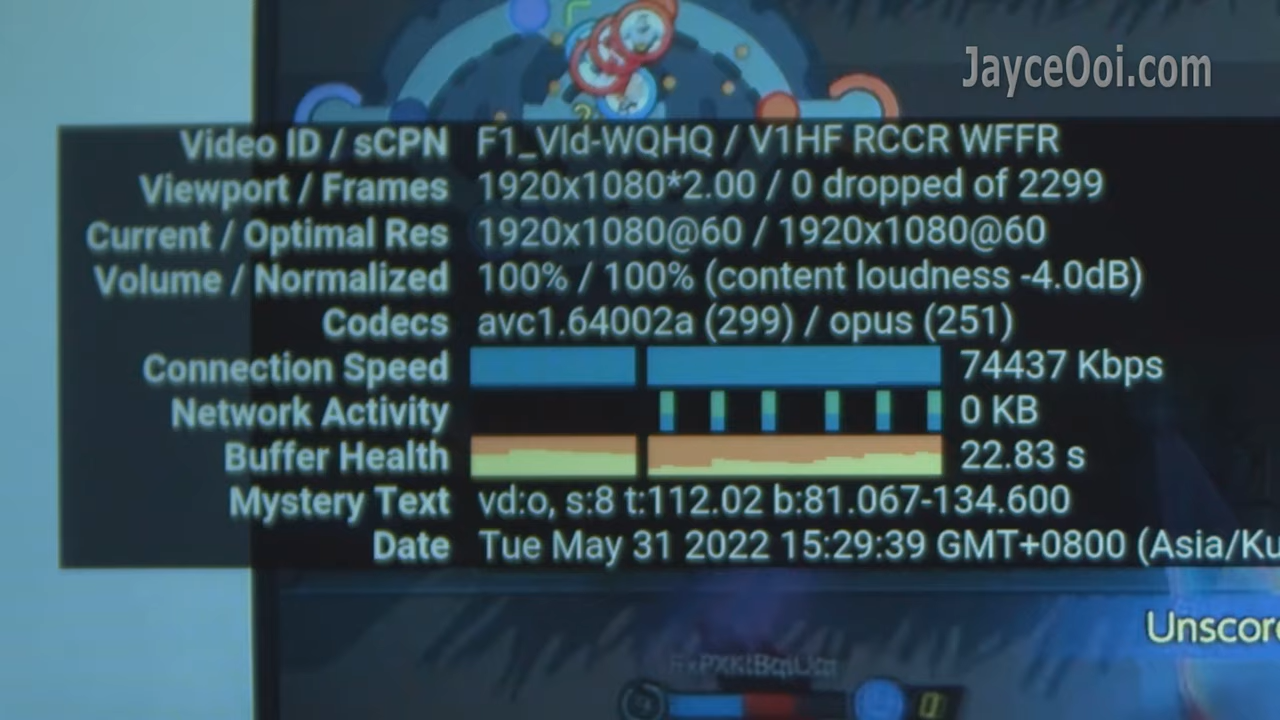 JayceOoi.com
Video ID / sCPN F1_Vld-WQHQ / V1HF RCCR WFFR
Viewport / Frames 1920x1080*2.00 / 0 dropped of 2299
Current / Optimal Res 1920x1080@60 / 1920x1080@60
Volume / Normalized 100% / 100% (content loudness -4.0dB)
Codecs avc1.64002a (299) / opus (251)
Connection Speed 74437 Kbps
Network Activity 0 KB
Buffer Health 22.83 s
Mystery Text vd:o, s:8 t:112.02 b:81.067-134.600
Date Tue May 31 2022 15:29:39 GMT+0800 (Asia/Ku
Unscore